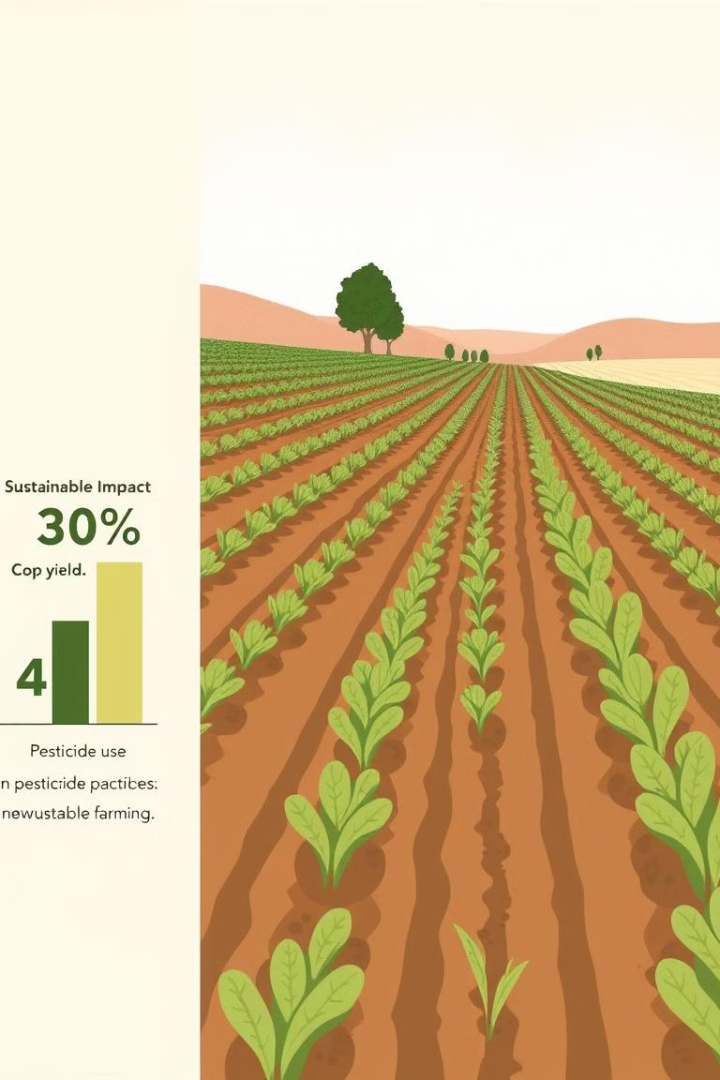 Sustainable Impact
30%
Cop yield.
4
Pesticide use
n pesticide pactibes:
newustable farming.